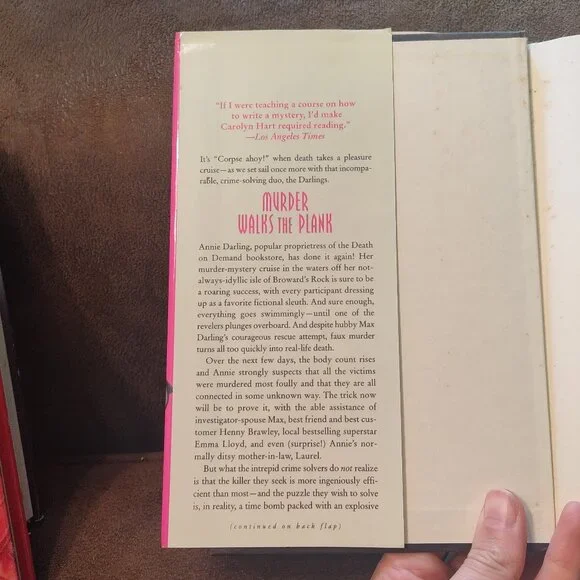 “If I were teaching a course on how
to write a mystery, I’d make
Carolyn Hart required reading.”
—Los Angeles Times
It’s “Corpse ahoy!” when death takes a pleasure
cruise—as we set sail once more with that incompa-
rable, crime-solving duo, the Darlings.
MURDER
WALKS THE PLANK
Annie Darling, popular proprietress of the Death
on Demand bookstore, has done it again! Her
murder-mystery cruise in the waters off her not-
always-idyllic isle of Broward’s Rock is sure to be
a roaring success, with every participant dressing
up as a favorite fictional sleuth. And sure enough,
everything goes swimmingly—until one of the
revelers plunges overboard. And despite hubby Max
Darling’s courageous rescue attempt, faux murder
turns all too quickly into real-life death.
Over the next few days, the body count rises
and Annie strongly suspects that all the victims
were murdered most foully and that they are all
connected in some unknown way. The trick now
will be to prove it, with the able assistance of
investigator-spouse Max, best friend and best cus-
tomer Henny Brawley, local bestselling superstar
Emma Lloyd, and even (surprise!) Annie’s nor-
mally ditsy mother-in-law, Laurel.
But what the intrepid crime solvers do not realize
is that the killer they seek is more ingeniously effi-
cient than most—and the puzzle they wish to solve
is, in reality, a time bomb packed with an explosive
(continued on back flap)